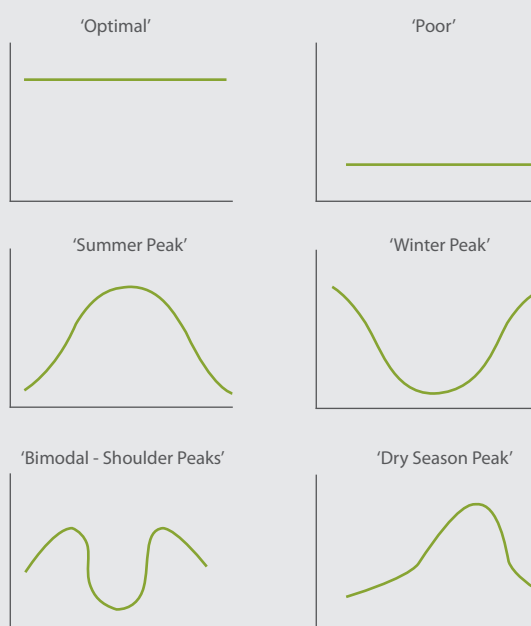 ‘Optimal’
‘Poor’
‘Summer Peak’
‘Winter Peak’
‘Bimodal - Shoulder Peaks’
‘Dry Season Peak’